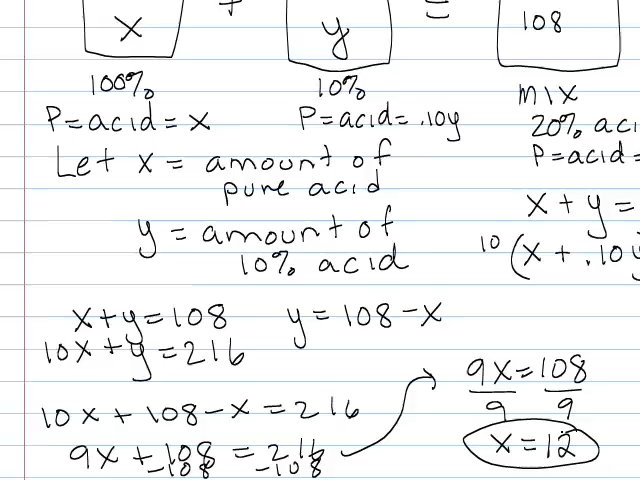 x + y = 108
100% 10% MIX
P=acid=x P=acid=.10y 20% aci
P=acid=
Let x = amount of
pure acid
y = amount of
10% acid
x + y =
10 (x + .10y
x+y=108 y = 108 - x
10x+y=216
10x + 108 - x = 216
9x + 108 = 216
-108 -108
9x = 108
9 9
x = 12